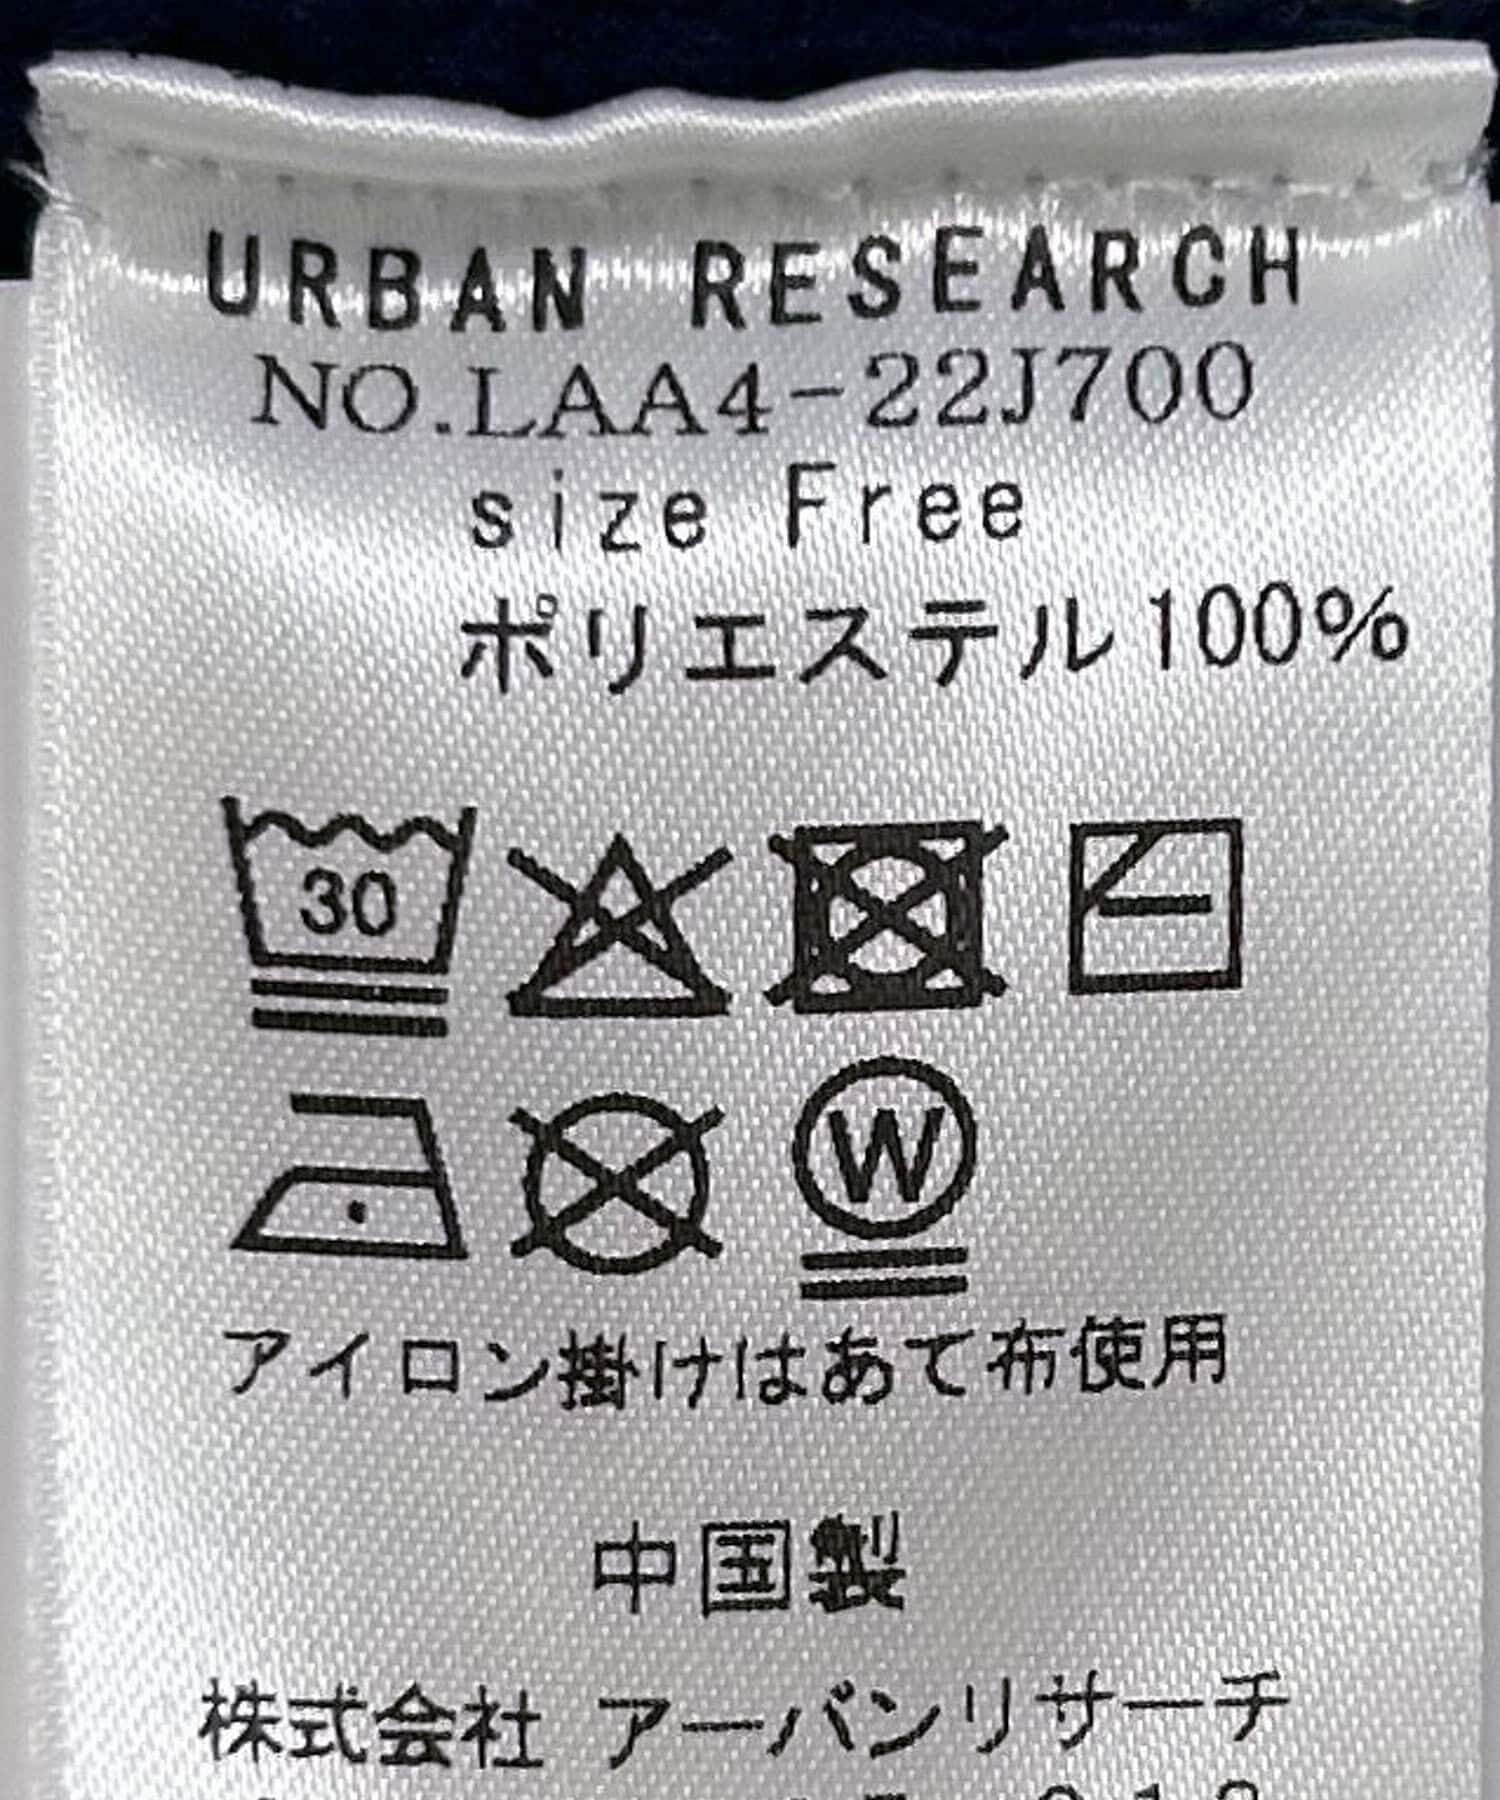 URBAN RESEARCH
NO.LAA4-22J700
size Free
ポリエステル100%
30
W
アイロン掛けはあて布使用
中国製
株式会社 アーバンリサーチ